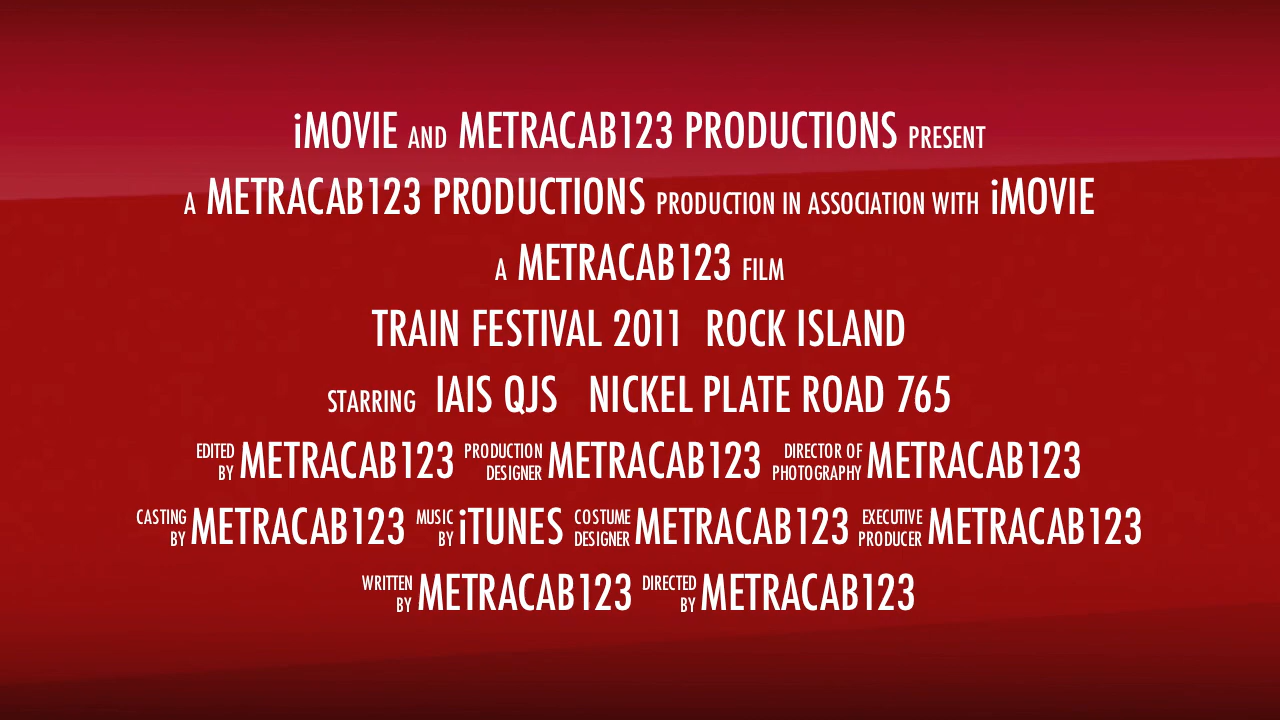 iMOVIE AND METRACAB123 PRODUCTIONS PRESENT
A METRACAB123 PRODUCTIONS PRODUCTION IN ASSOCIATION WITH iMOVIE
A METRACAB123 FILM
TRAIN FESTIVAL 2011 ROCK ISLAND
STARRING IAIS QJS NICKEL PLATE ROAD 765
EDITED BY METRACAB123 PRODUCTION DESIGNER METRACAB123 DIRECTOR OF PHOTOGRAPHY METRACAB123
CASTING BY METRACAB123 MUSIC BY iTUNES COSTUME DESIGNER METRACAB123 EXECUTIVE PRODUCER METRACAB123
WRITTEN BY METRACAB123 DIRECTED BY METRACAB123